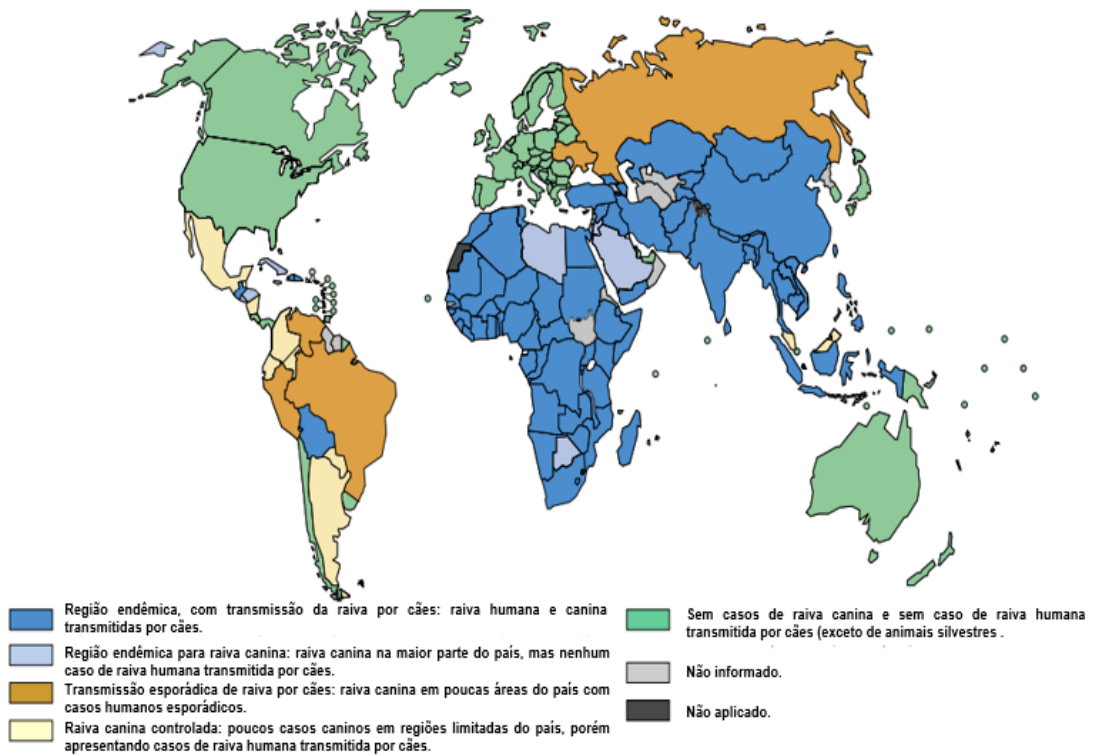 Região endêmica, com transmissão da raiva por cães: raiva humana e canina
transmitidas por cães.
Região endêmica para raiva canina: raiva canina na maior parte do país, mas nenhum
caso de raiva humana transmitida por cães.
Transmissão esporádica de raiva por cães: raiva canina em poucas áreas do país com
casos humanos esporádicos.
Raiva canina controlada: poucos casos caninos em regiões limitadas do país, porém
apresentando casos de raiva humana transmitida por cães.
Sem casos de raiva canina e sem caso de raiva humana
transmitida por cães (exceto de animais silvestres .
Não informado.
Não aplicado.